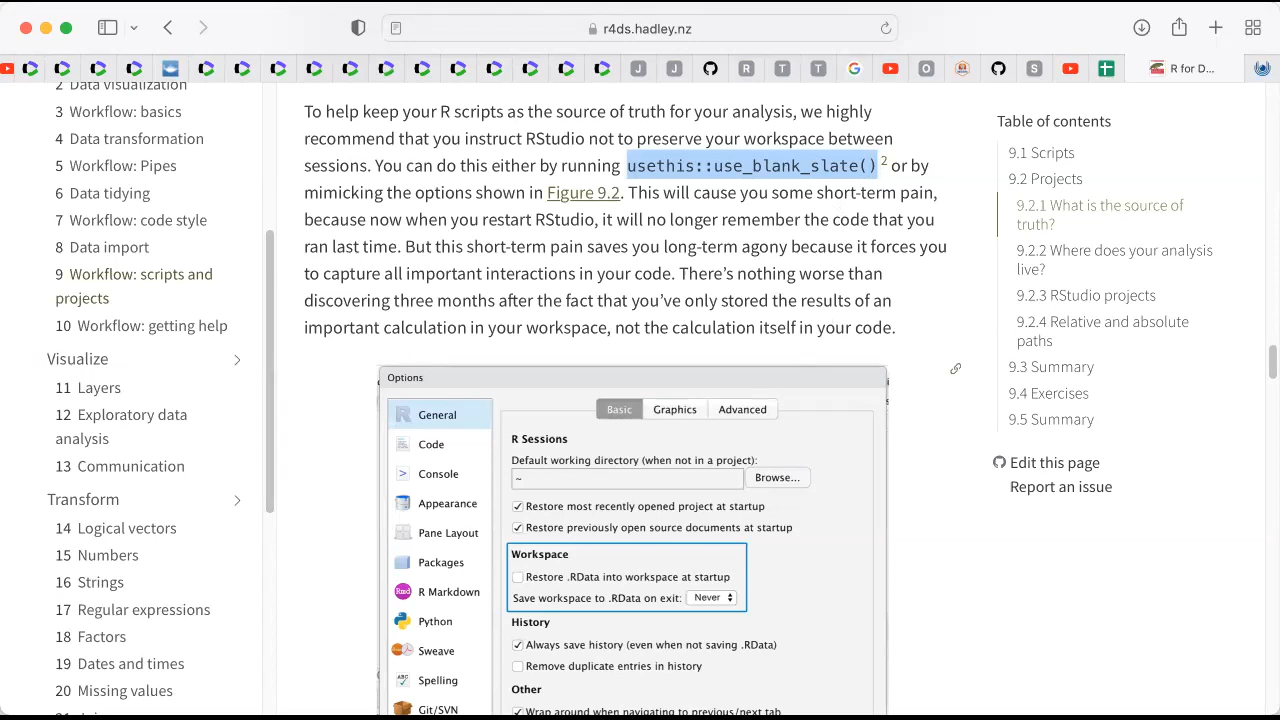 r4ds.hadley.nz
J
J
R
T
T
O
S
R for D...
2 Data visualization
3 Workflow: basics
4 Data transformation
5 Workflow: Pipes
6 Data tidying
7 Workflow: code style
8 Data import
9 Workflow: scripts and
projects
10 Workflow: getting help
Visualize
11 Layers
12 Exploratory data
analysis
13 Communication
Transform
14 Logical vectors
15 Numbers
16 Strings
17 Regular expressions
18 Factors
19 Dates and times
20 Missing values
To help keep your R scripts as the source of truth for your analysis, we highly
recommend that you instruct RStudio not to preserve your workspace between
sessions. You can do this either by running usethis::use_blank_slate() 2 or by
mimicking the options shown in Figure 9.2. This will cause you some short-term pain,
because now when you restart RStudio, it will no longer remember the code that you
ran last time. But this short-term pain saves you long-term agony because it forces you
to capture all important interactions in your code. There's nothing worse than
discovering three months after the fact that you've only stored the results of an
important calculation in your workspace, not the calculation itself in your code.
Options
R General
Code
> Console
Appearance
Pane Layout
Packages
Rmd R Markdown
Python
Sweave
ABC Spelling
Git/SVN
Basic
Graphics
Advanced
R Sessions
Default working directory (when not in a project):
~
Browse...
Restore most recently opened project at startup
Restore previously open source documents at startup
Workspace
Restore .RData into workspace at startup
Save workspace to .RData on exit: Never
History
Always save history (even when not saving .RData)
Remove duplicate entries in history
Other
Wrap around when navigating to previous/next tab
Table of contents
9.1 Scripts
9.2 Projects
9.2.1 What is the source of
truth?
9.2.2 Where does your analysis
live?
9.2.3 RStudio projects
9.2.4 Relative and absolute
paths
9.3 Summary
9.4 Exercises
9.5 Summary
Edit this page
Report an issue